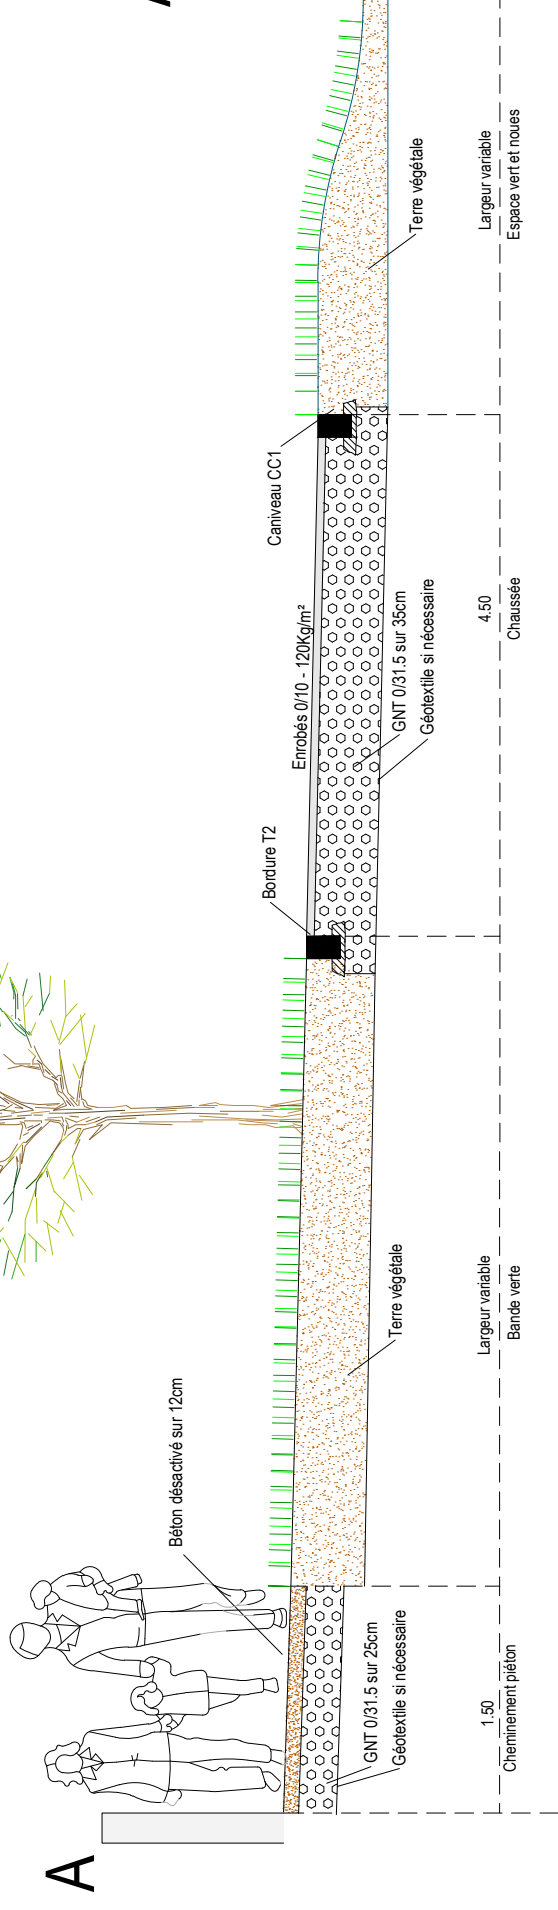 A
Béton désactivé sur 12cm
GNT 0/31.5 sur 25cm
Géotextile si nécessaire
1.50
Cheminement piéton
Terre végétale
Largeur variable
Bande verte
Bordure T2
Enrobés 0/10 - 120Kg/m²
GNT 0/31.5 sur 35cm
Géotextile si nécessaire
4.50
Chaussée
Caniveau CC1
Terre végétale
Largeur variable
Espace vert et noues